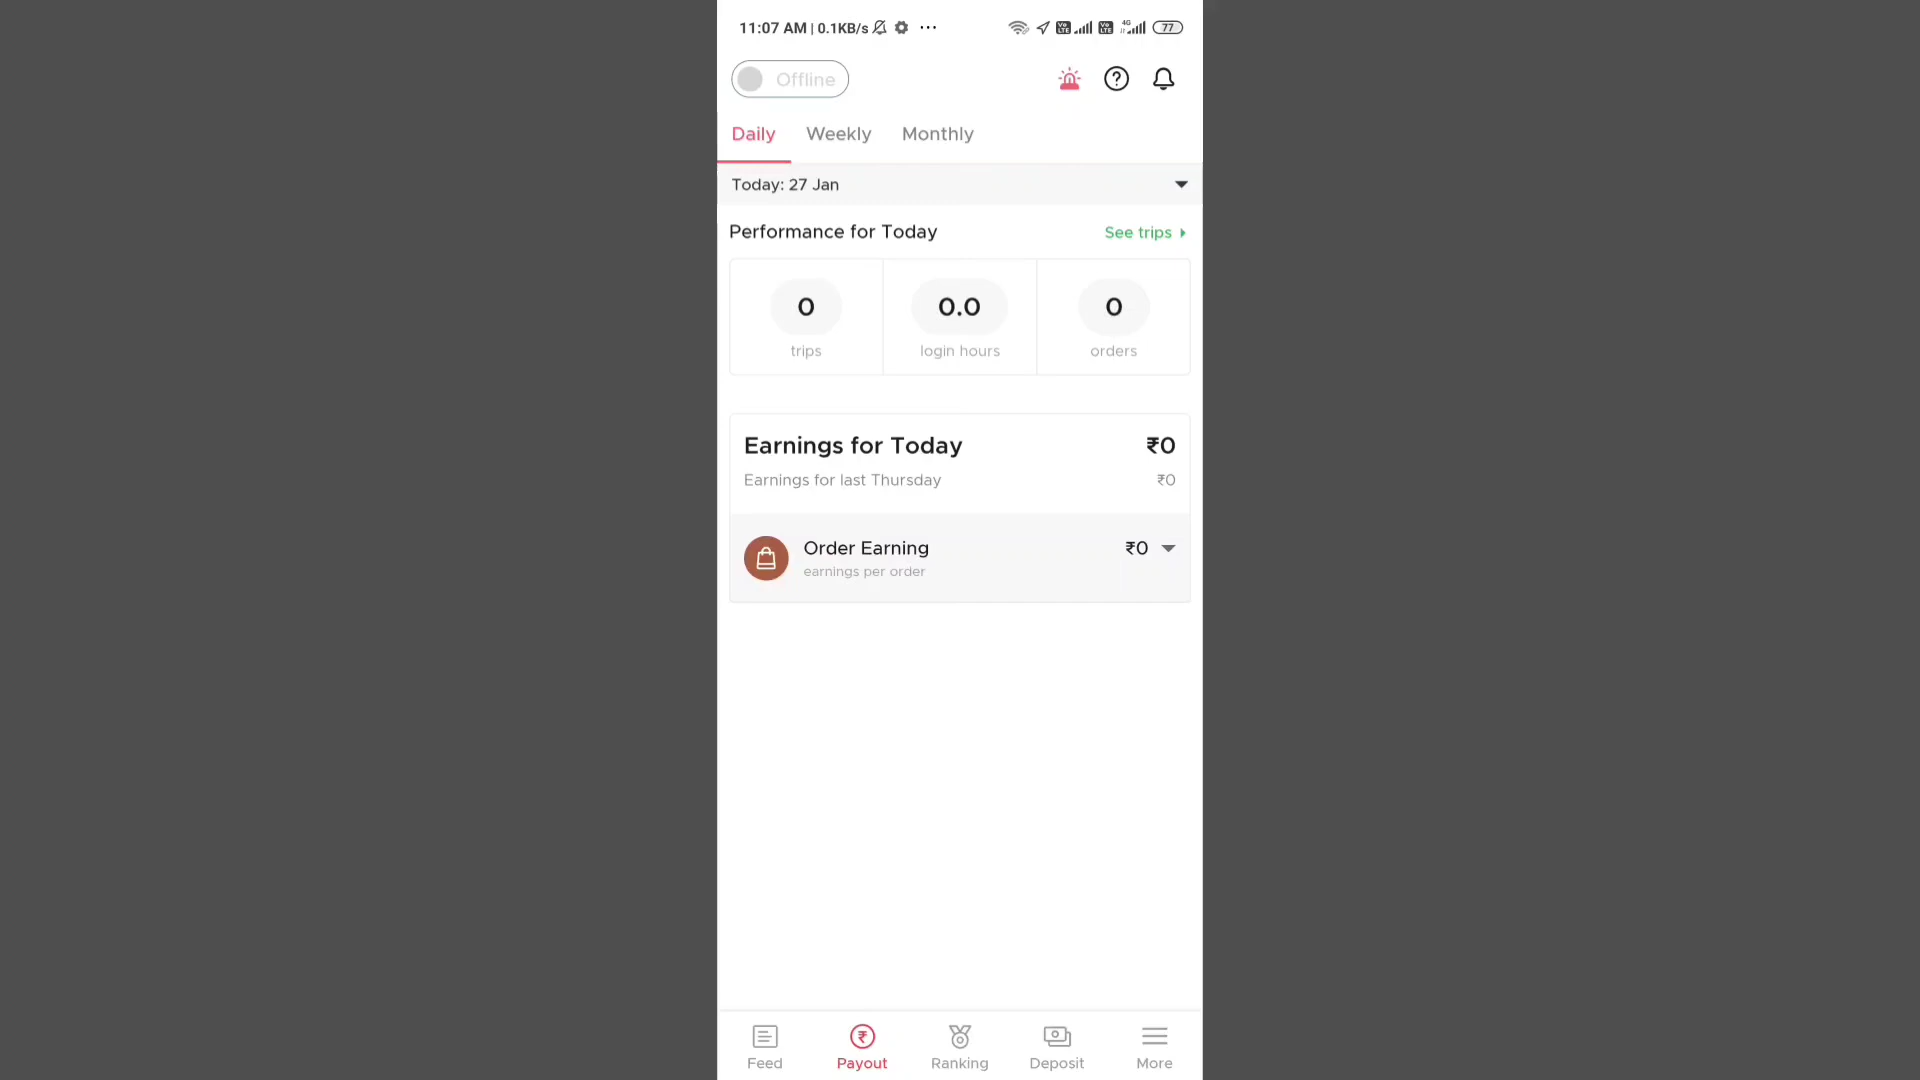 11:07 AM | 0.1KB/s ... 4G 77
Offline
Daily Weekly Monthly
Today: 27 Jan
Performance for Today See trips
0 0.0 0
trips login hours orders
Earnings for Today ₹0
Earnings for last Thursday ₹0
Order Earning ₹0
earnings per order
Feed Payout Ranking Deposit More